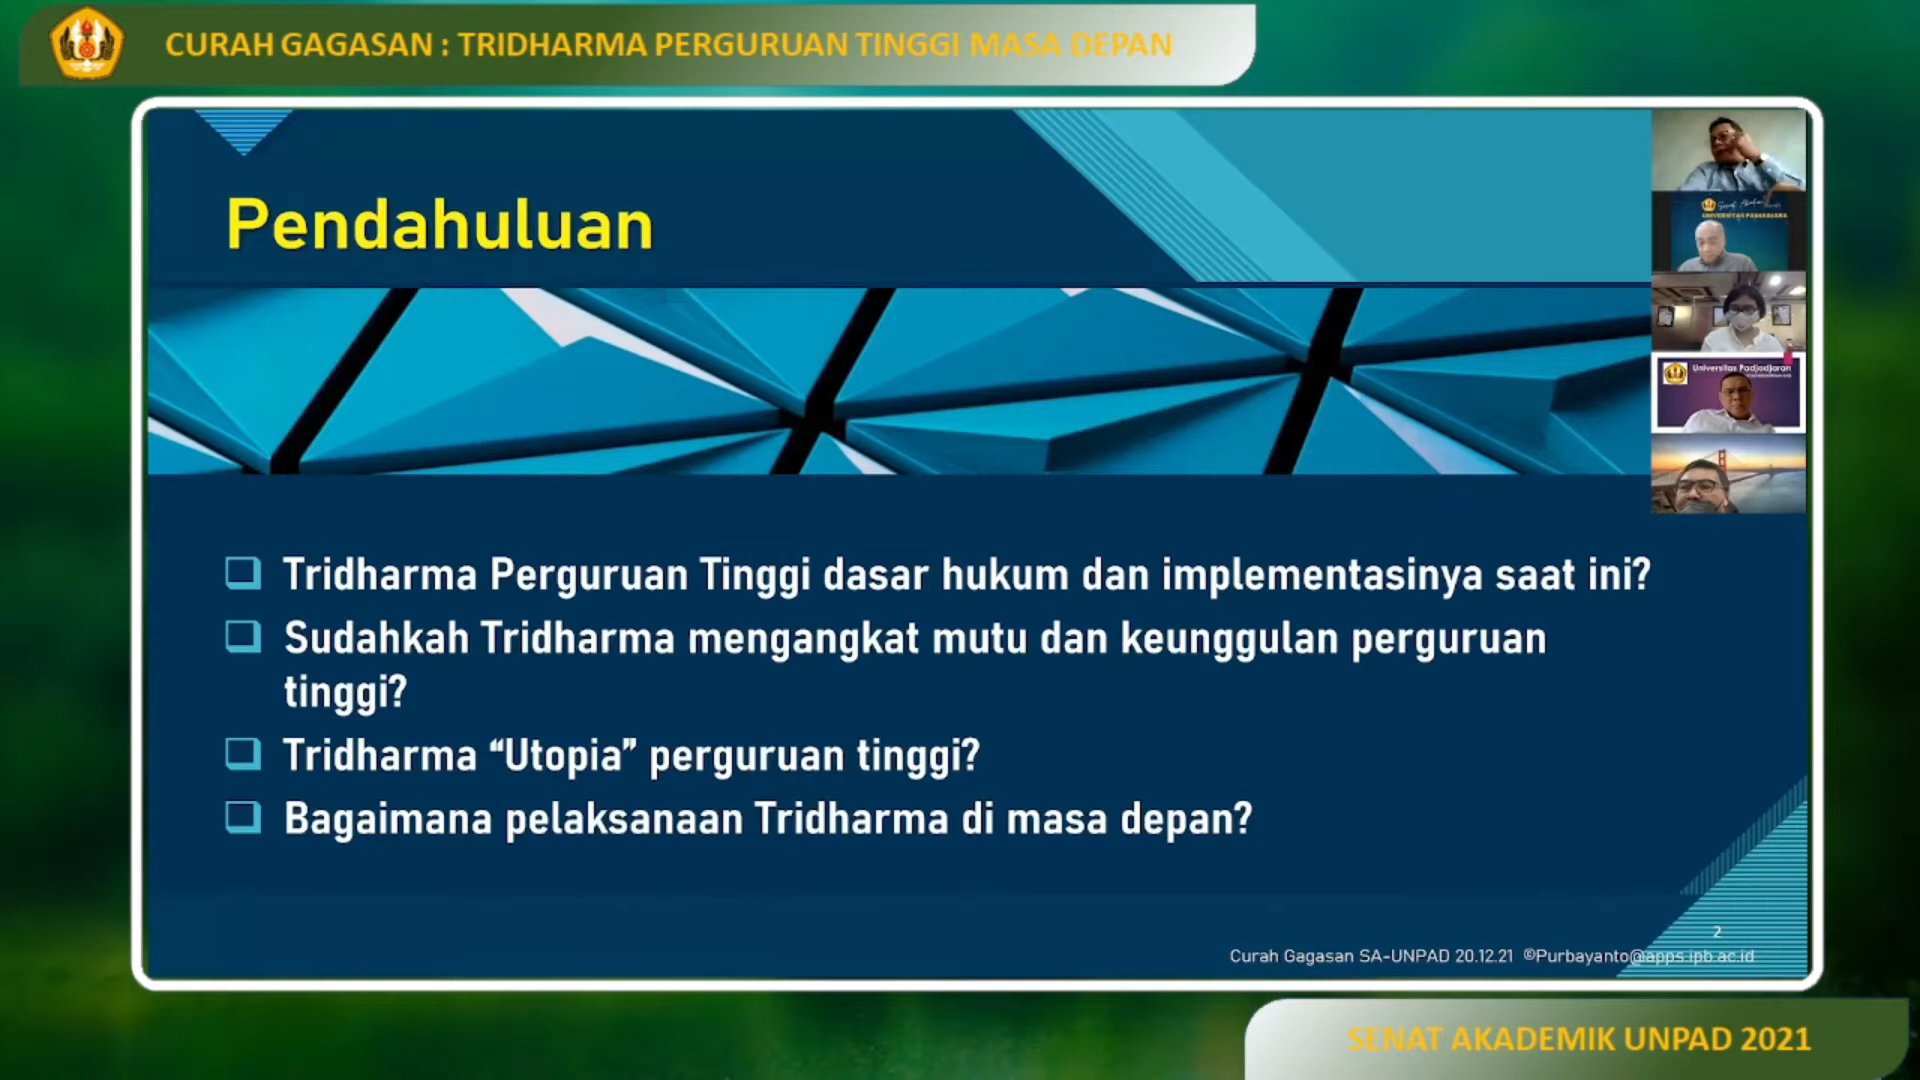 CURAH GAGASAN : TRIDHARMA PERGURUAN TINGGI MASA DEPAN
Pendahuluan
UNIVERSITAS PADJADJARAN
Universitas Padjadjaran
Tridharma Perguruan Tinggi dasar hukum dan implementasinya saat ini?
Sudahkah Tridharma mengangkat mutu dan keunggulan perguruan
tinggi?
Tridharma “Utopia” perguruan tinggi?
Bagaimana pelaksanaan Tridharma di masa depan?
2
Curah Gagasan SA-UNPAD 20.12.21 ©Purbayanto@apps.ipb.ac.id
SENAT AKADEMIK UNPAD 2021